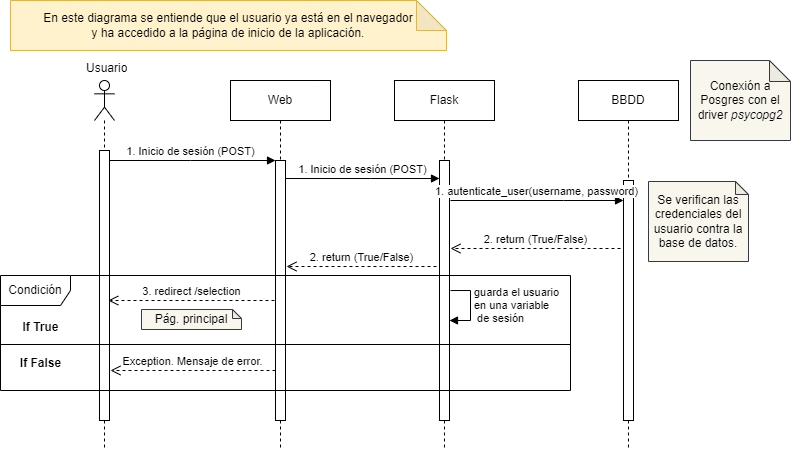 En este diagrama se entiende que el usuario ya está en el navegador
y ha accedido a la página de inicio de la aplicación.
Usuario
Web
Flask
BBDD
Conexión a
Posgres con el
driver psycopg2
1. Inicio de sesión (POST)
1. Inicio de sesión (POST)
1. autenticate_user(username, password)
Se verifican las
credenciales del
usuario contra la
base de datos.
2. return (True/False)
2. return (True/False)
Condición
3. redirect /selection
guarda el usuario
en una variable
de sesión
Pág. principal
If True
If False
Exception. Mensaje de error.